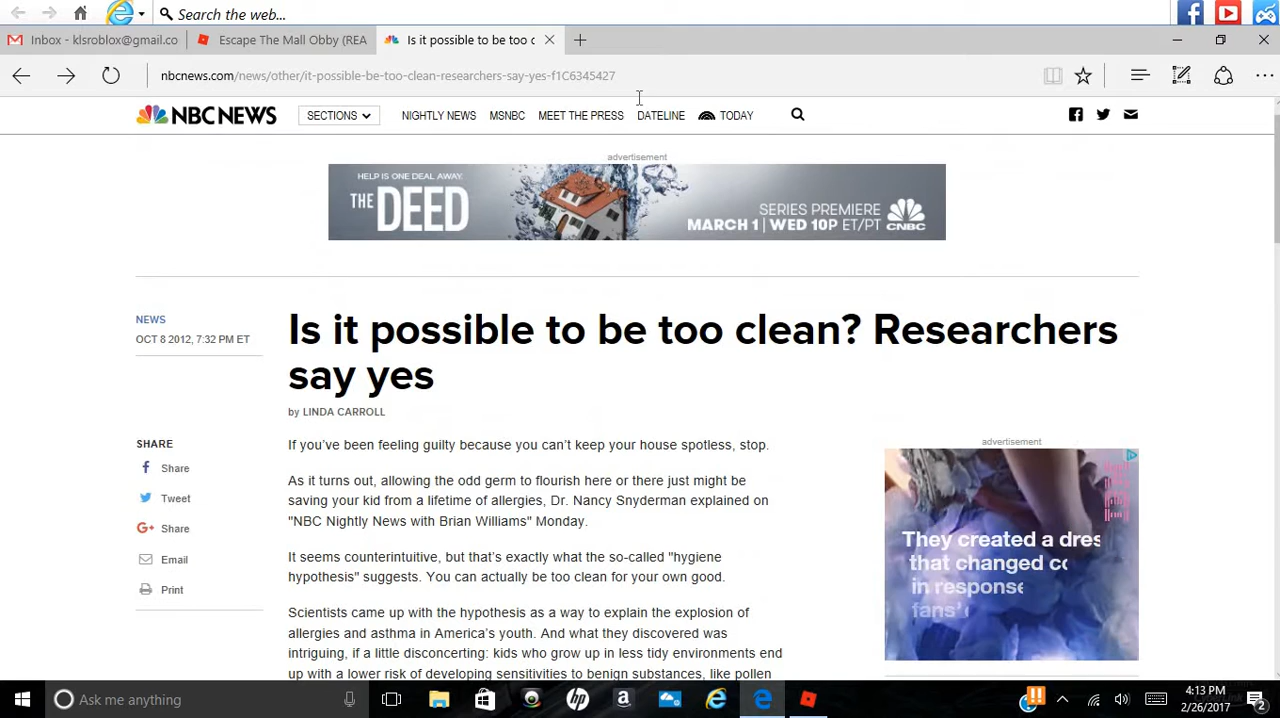 Search the web...
Inbox - klsroblox@gmail.co
Escape The Mall Obby (REA
Is it possible to be too c
nbcnews.com/news/other/it-possible-be-too-clean-researchers-say-yes-f1C6345427
NBC NEWS
SECTIONS
NIGHTLY NEWS
MSNBC
MEET THE PRESS
DATELINE
TODAY
advertisement
HELP IS ONE DEAL AWAY.
THE DEED
SERIES PREMIERE
MARCH 1 | WED 10P ET/PT
CNBC
NEWS
OCT 8 2012, 7:32 PM ET
Is it possible to be too clean? Researchers
say yes
by LINDA CARROLL
SHARE
Share
Tweet
Share
Email
Print
If you’ve been feeling guilty because you can’t keep your house spotless, stop.
As it turns out, allowing the odd germ to flourish here or there just might be
saving your kid from a lifetime of allergies, Dr. Nancy Snyderman explained on
"NBC Nightly News with Brian Williams" Monday.
It seems counterintuitive, but that’s exactly what the so-called "hygiene
hypothesis" suggests. You can actually be too clean for your own good.
Scientists came up with the hypothesis as a way to explain the explosion of
allergies and asthma in America’s youth. And what they discovered was
intriguing, if a little disconcerting: kids who grow up in less tidy environments end
up with a lower risk of developing sensitivities to benign substances, like pollen
advertisement
They created a dres
that changed cc
in response
fans’
Ask me anything
4:13 PM
2/26/2017
2